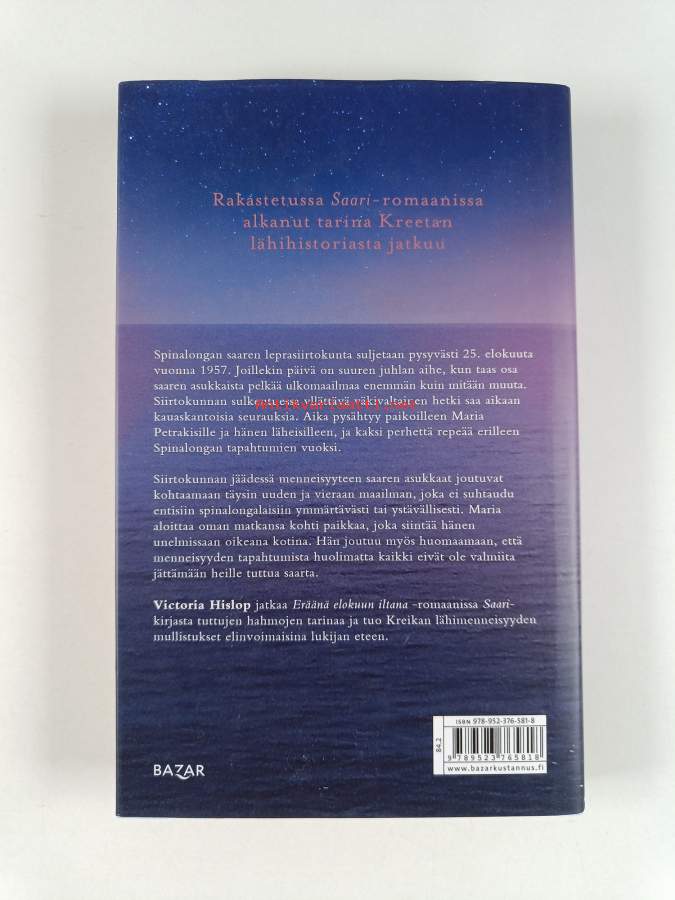 Rakastetussa Saari-romaanissa
alkanut tarina Kreetan
lähihistoriasta jatkuu
Spinalongan saaren leprasiirtokunta suljetaan pysyvästi 25. elokuuta
vuonna 1957. Joillekin päivä on suuren juhlan aihe, kun taas osa
saaren asukkaista pelkää ulkomaailmaa enemmän kuin mitään muuta.
Siirtokunnan sulkeutuessa yllättävä väkivaltainen hetki saa aikaan
kauaskantoisia seurauksia. Aika pysähtyy paikoilleen Maria
Petrakisille ja hänen läheisilleen, ja kaksi perhettä repeää erilleen
Spinalongan tapahtumien vuoksi.
Siirtokunnan jäädessä menneisyyteen saaren asukkaat joutuvat
kohtaamaan täysin uuden ja vieraan maailman, joka ei suhtaudu
entisiin spinalongalaisiin ymmärtävästi tai ystävällisesti. Maria
aloittaa oman matkansa kohti paikkaa, joka siintää hänen
unelmissaan oikeana kotina. Hän joutuu myös huomaamaan, että
menneisyyden tapahtumista huolimatta kaikki eivät ole valmiita
jättämään heille tuttua saarta.
Victoria Hislop jatkaa Eräänä elokuun iltana -romaanissa Saari-
kirjasta tuttujen hahmojen tarinaa ja tuo Kreikan lähimenneisyyden
mullistukset elinvoimaisina lukijan eteen.
BAZAR
84.2
ISBN 978-952-376-581-8
9 789523 765818
www.bazarkustannus.fi